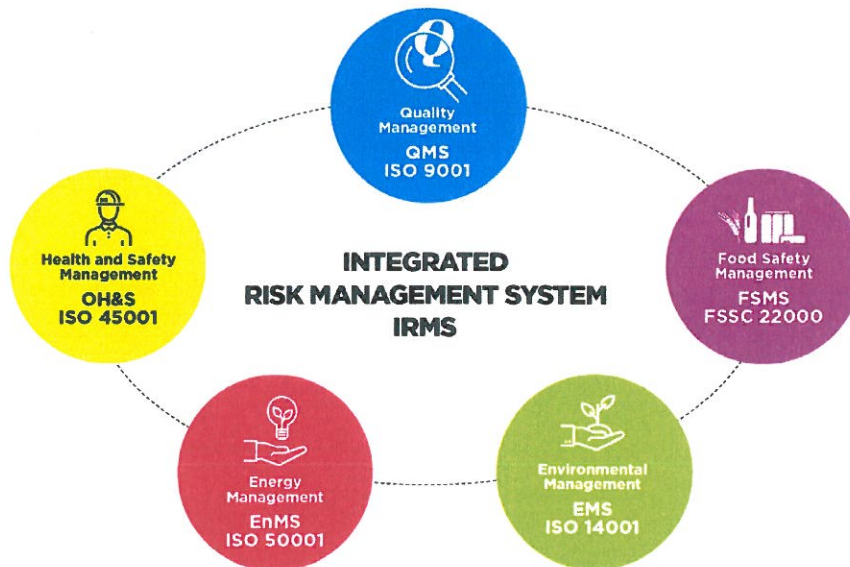 Q
Quality
Management
QMS
ISO 9001
Health and Safety
Management
OH&S
ISO 45001
INTEGRATED
RISK MANAGEMENT SYSTEM
IRMS
Food Safety
Management
FSMS
FSSC 22000
Energy
Management
EnMS
ISO 50001
Environmental
Management
EMS
ISO 14001